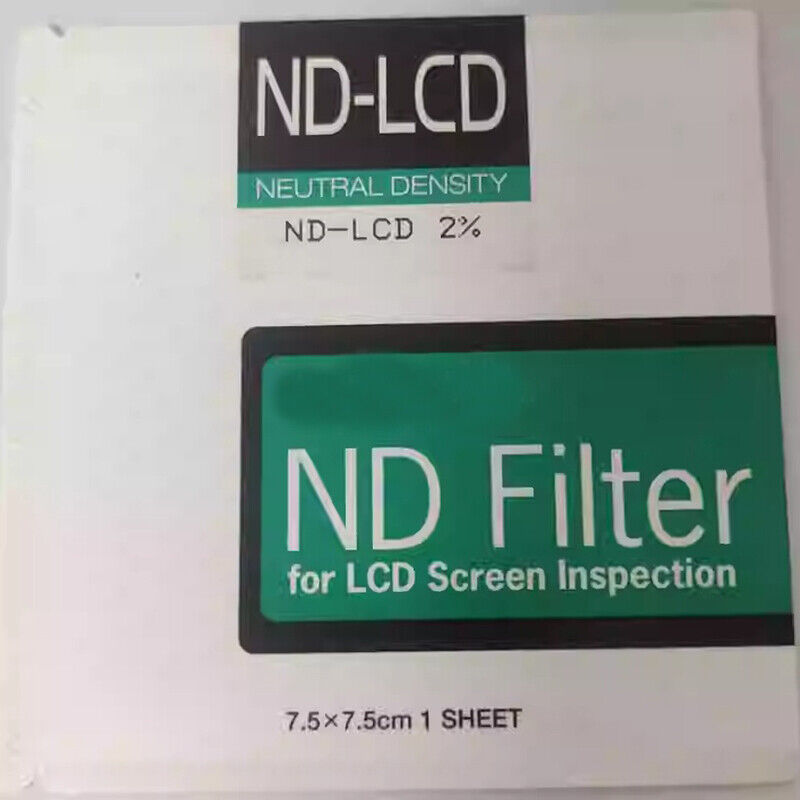 ND-LCD
NEUTRAL DENSITY
ND-LCD 2%
ND Filter
for LCD Screen Inspection
7.5×7.5cm 1 SHEET